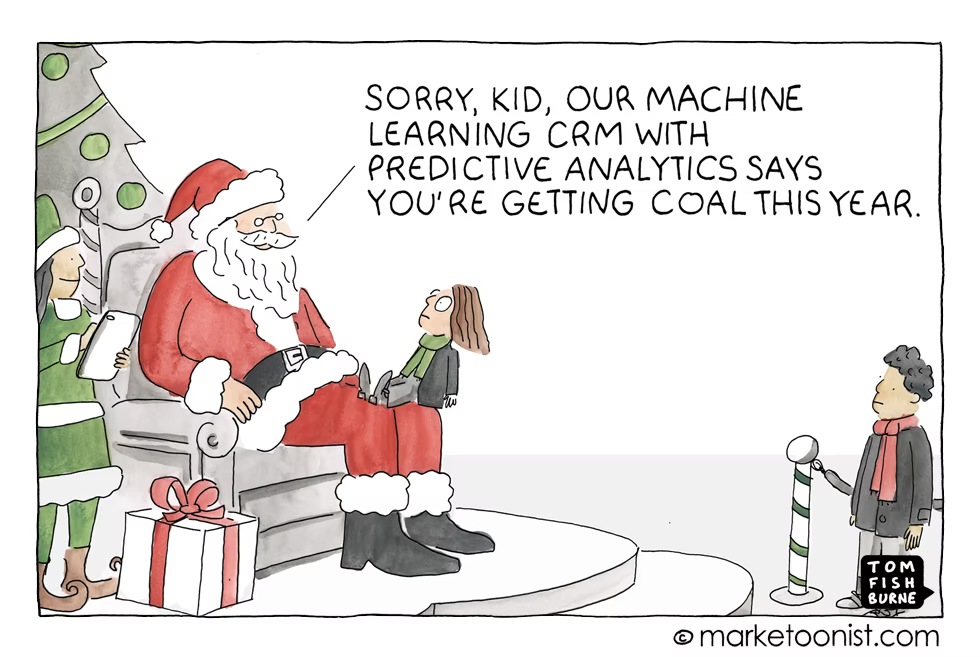 SORRY, KID, OUR MACHINE
LEARNING CRM WITH
PREDICTIVE ANALYTICS SAYS
YOU'RE GETTING COAL THIS YEAR.
TOM
FISH
BURNE
© marketoonist.com